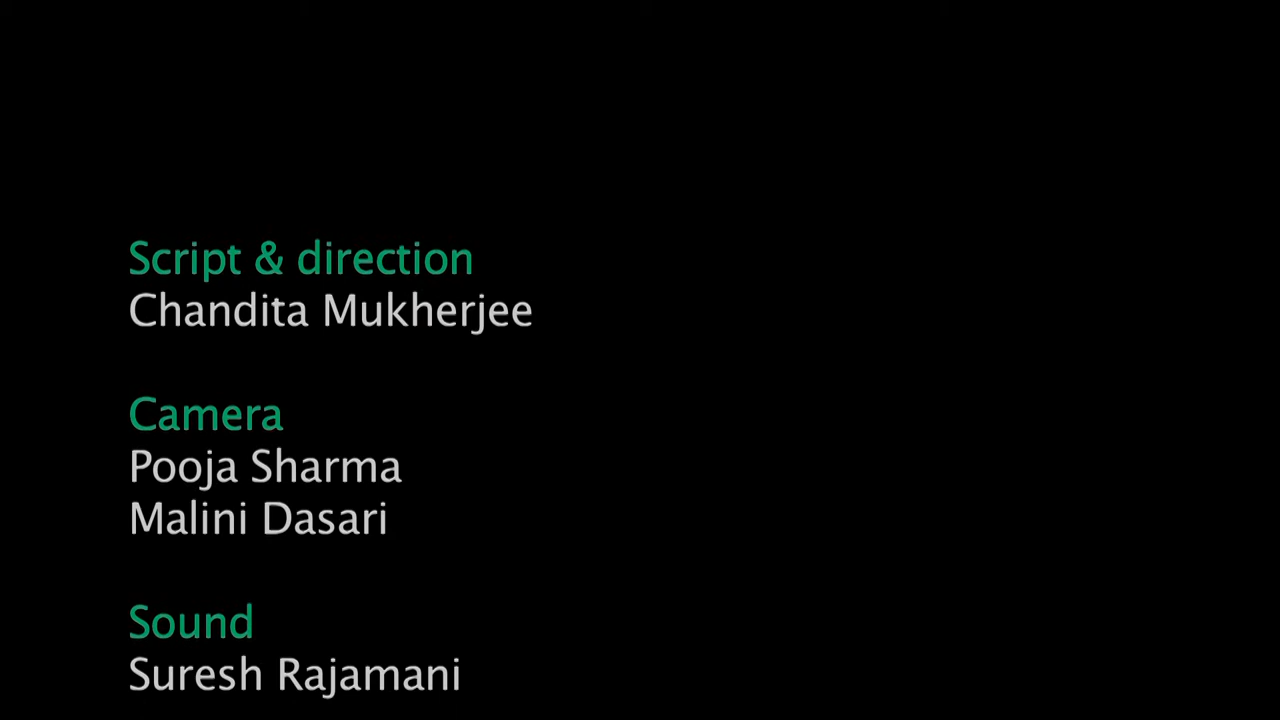 Script & direction
Chandita Mukherjee
Camera
Pooja Sharma
Malini Dasari
Sound
Suresh Rajamani